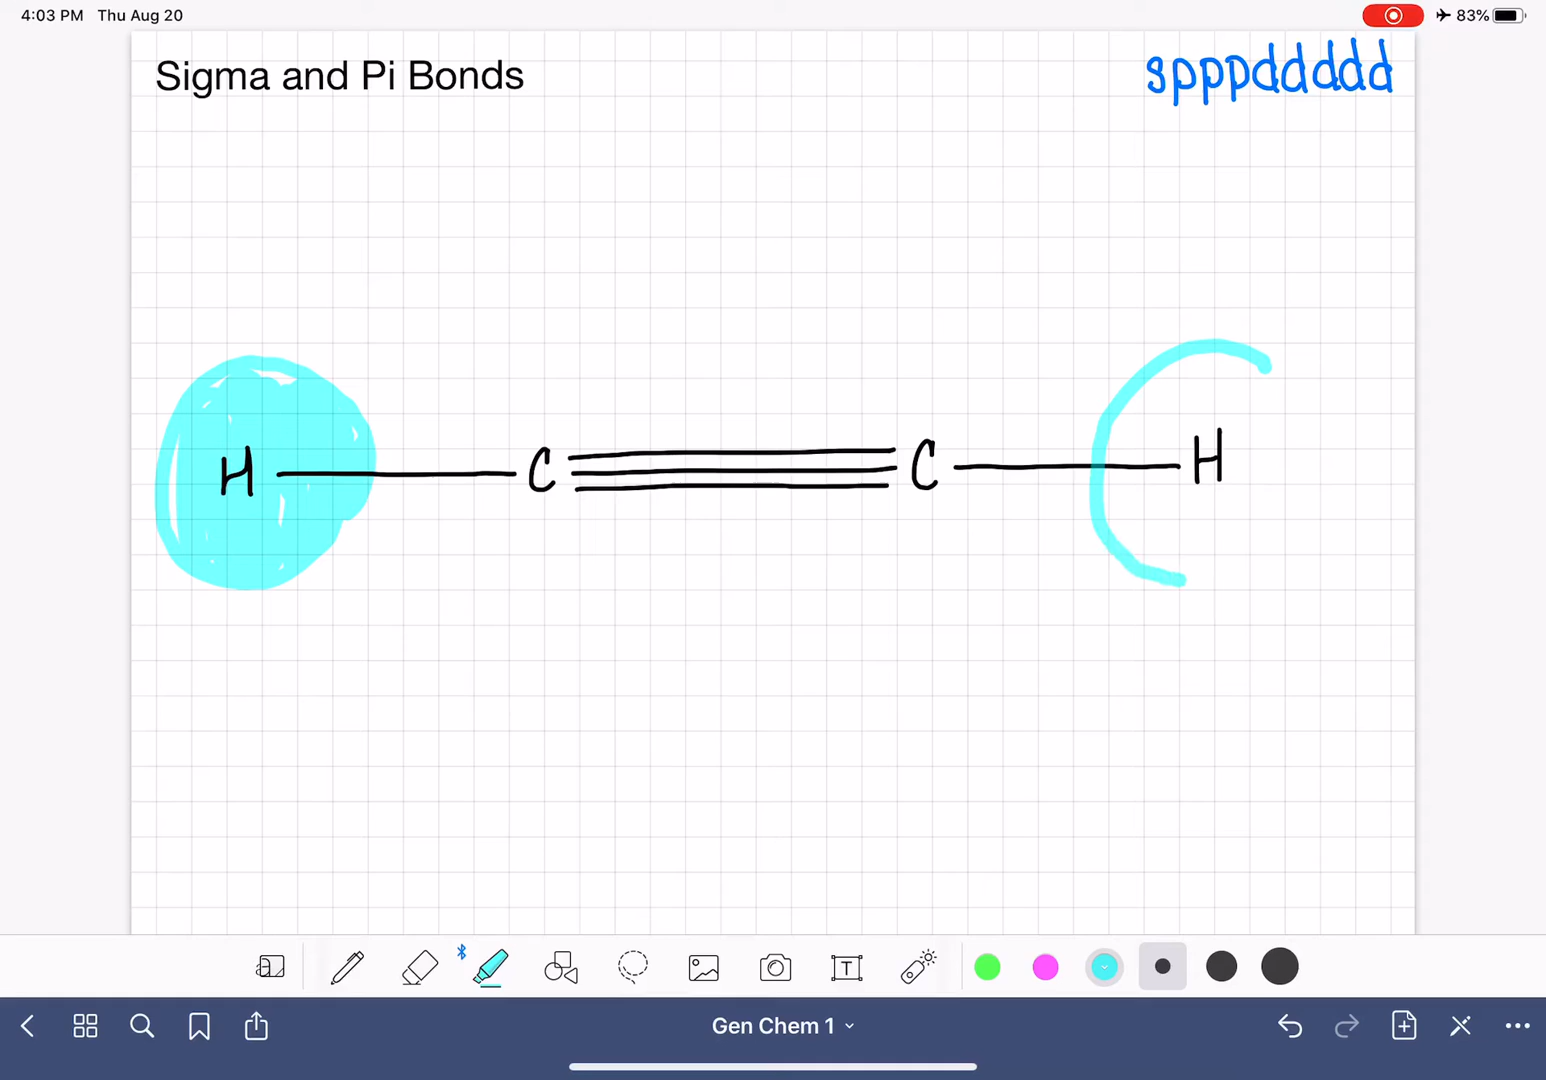 4:03 PM Thu Aug 20
83%
Sigma and Pi Bonds
spppddddd
H C C H
T
Gen Chem 1